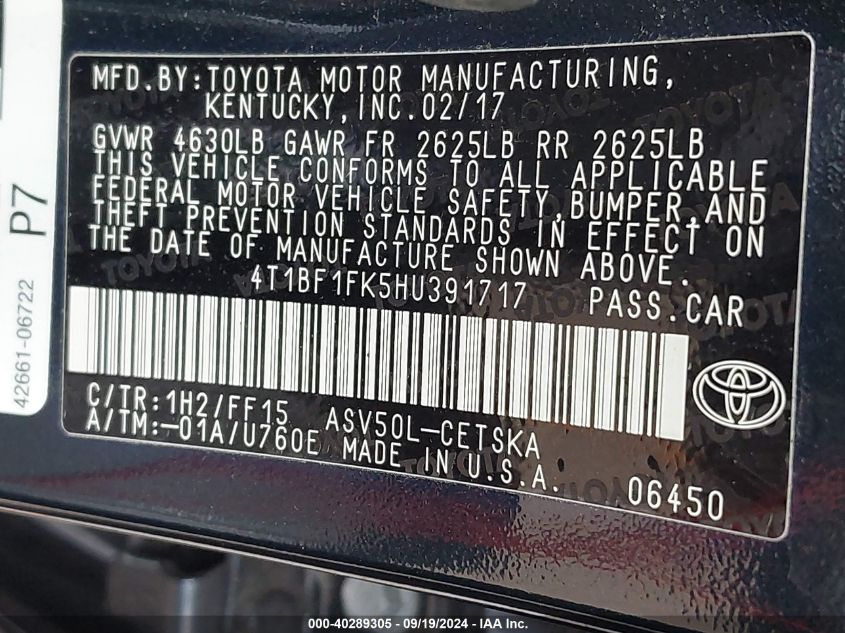 MFD.BY:TOYOTA MOTOR MANUFACTURING,
KENTUCKY,INC.02/17
GVWR 4630LB GAWR FR 2625LB RR 2625LB
THIS VEHICLE CONFORMS TO ALL APPLICABLE
FEDERAL MOTOR VEHICLE SAFETY,BUMPER,AND
THEFT PREVENTION STANDARDS IN EFFECT ON
THE DATE OF MANUFACTURE SHOWN ABOVE.
4T1BF1FK5HU391717 PASS.CAR
C/TR:1H2/FF15 ASV50L-CETSKA
A/TM:-01A/U760E MADE IN U.S.A.
06450
P7
42661-06722
000-40289305 - 09/19/2024 - IAA Inc.